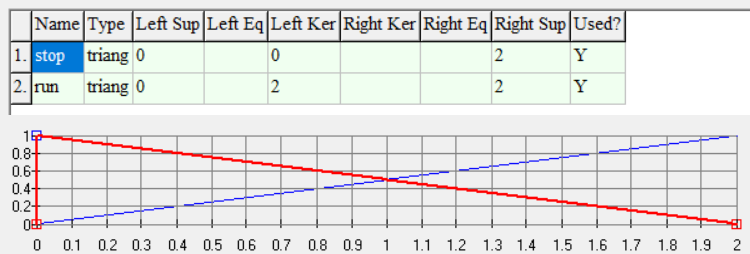 Name Type Left Sup Left Eq Left Ker Right Ker Right Eq Right Sup Used?
1. stop triang 0 0 2 Y
2. run triang 0 2 2 Y
1
0.8
0.6
0.4
0.2
0
0 0.1 0.2 0.3 0.4 0.5 0.6 0.7 0.8 0.9 1 1.1 1.2 1.3 1.4 1.5 1.6 1.7 1.8 1.9 2